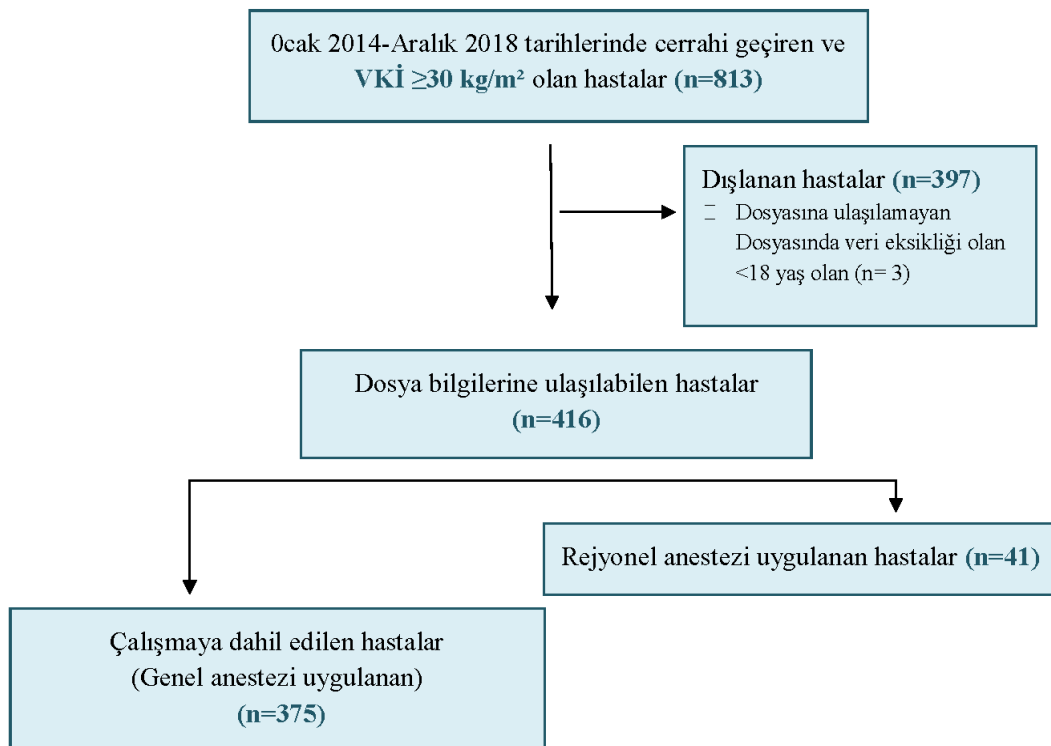 0cak 2014-Aralık 2018 tarihlerinde cerrahi geçiren ve
VKİ ≥30 kg/m² olan hastalar (n=813)
Dışlanan hastalar (n=397)
Dosyasına ulaşılamayan
Dosyasında veri eksikliği olan
<18 yaş olan (n= 3)
Dosya bilgilerine ulaşılabilen hastalar
(n=416)
Rejyonel anestezi uygulanan hastalar (n=41)
Çalışmaya dahil edilen hastalar
(Genel anestezi uygulanan)
(n=375)